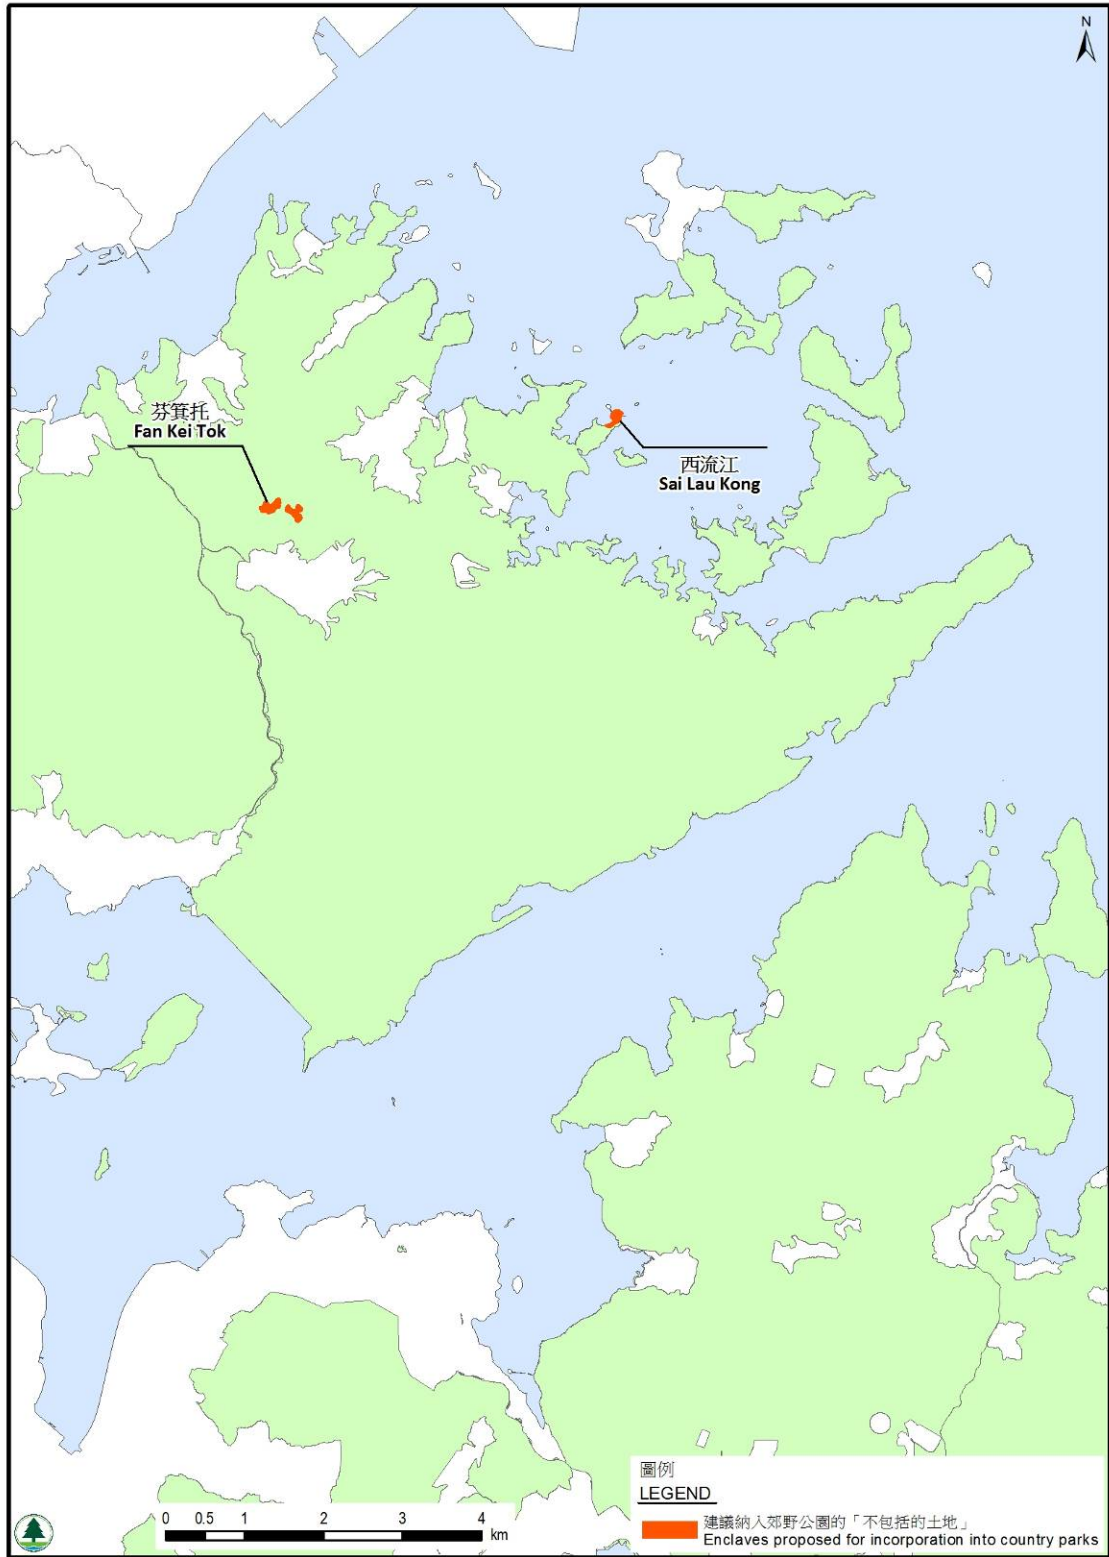 N
芬箕托
Fan Kei Tok
西流江
Sai Lau Kong
圖例
LEGEND
建議納入郊野公園的「不包括的土地」
Enclaves proposed for incorporation into country parks
0 0.5 1 2 3 4
km